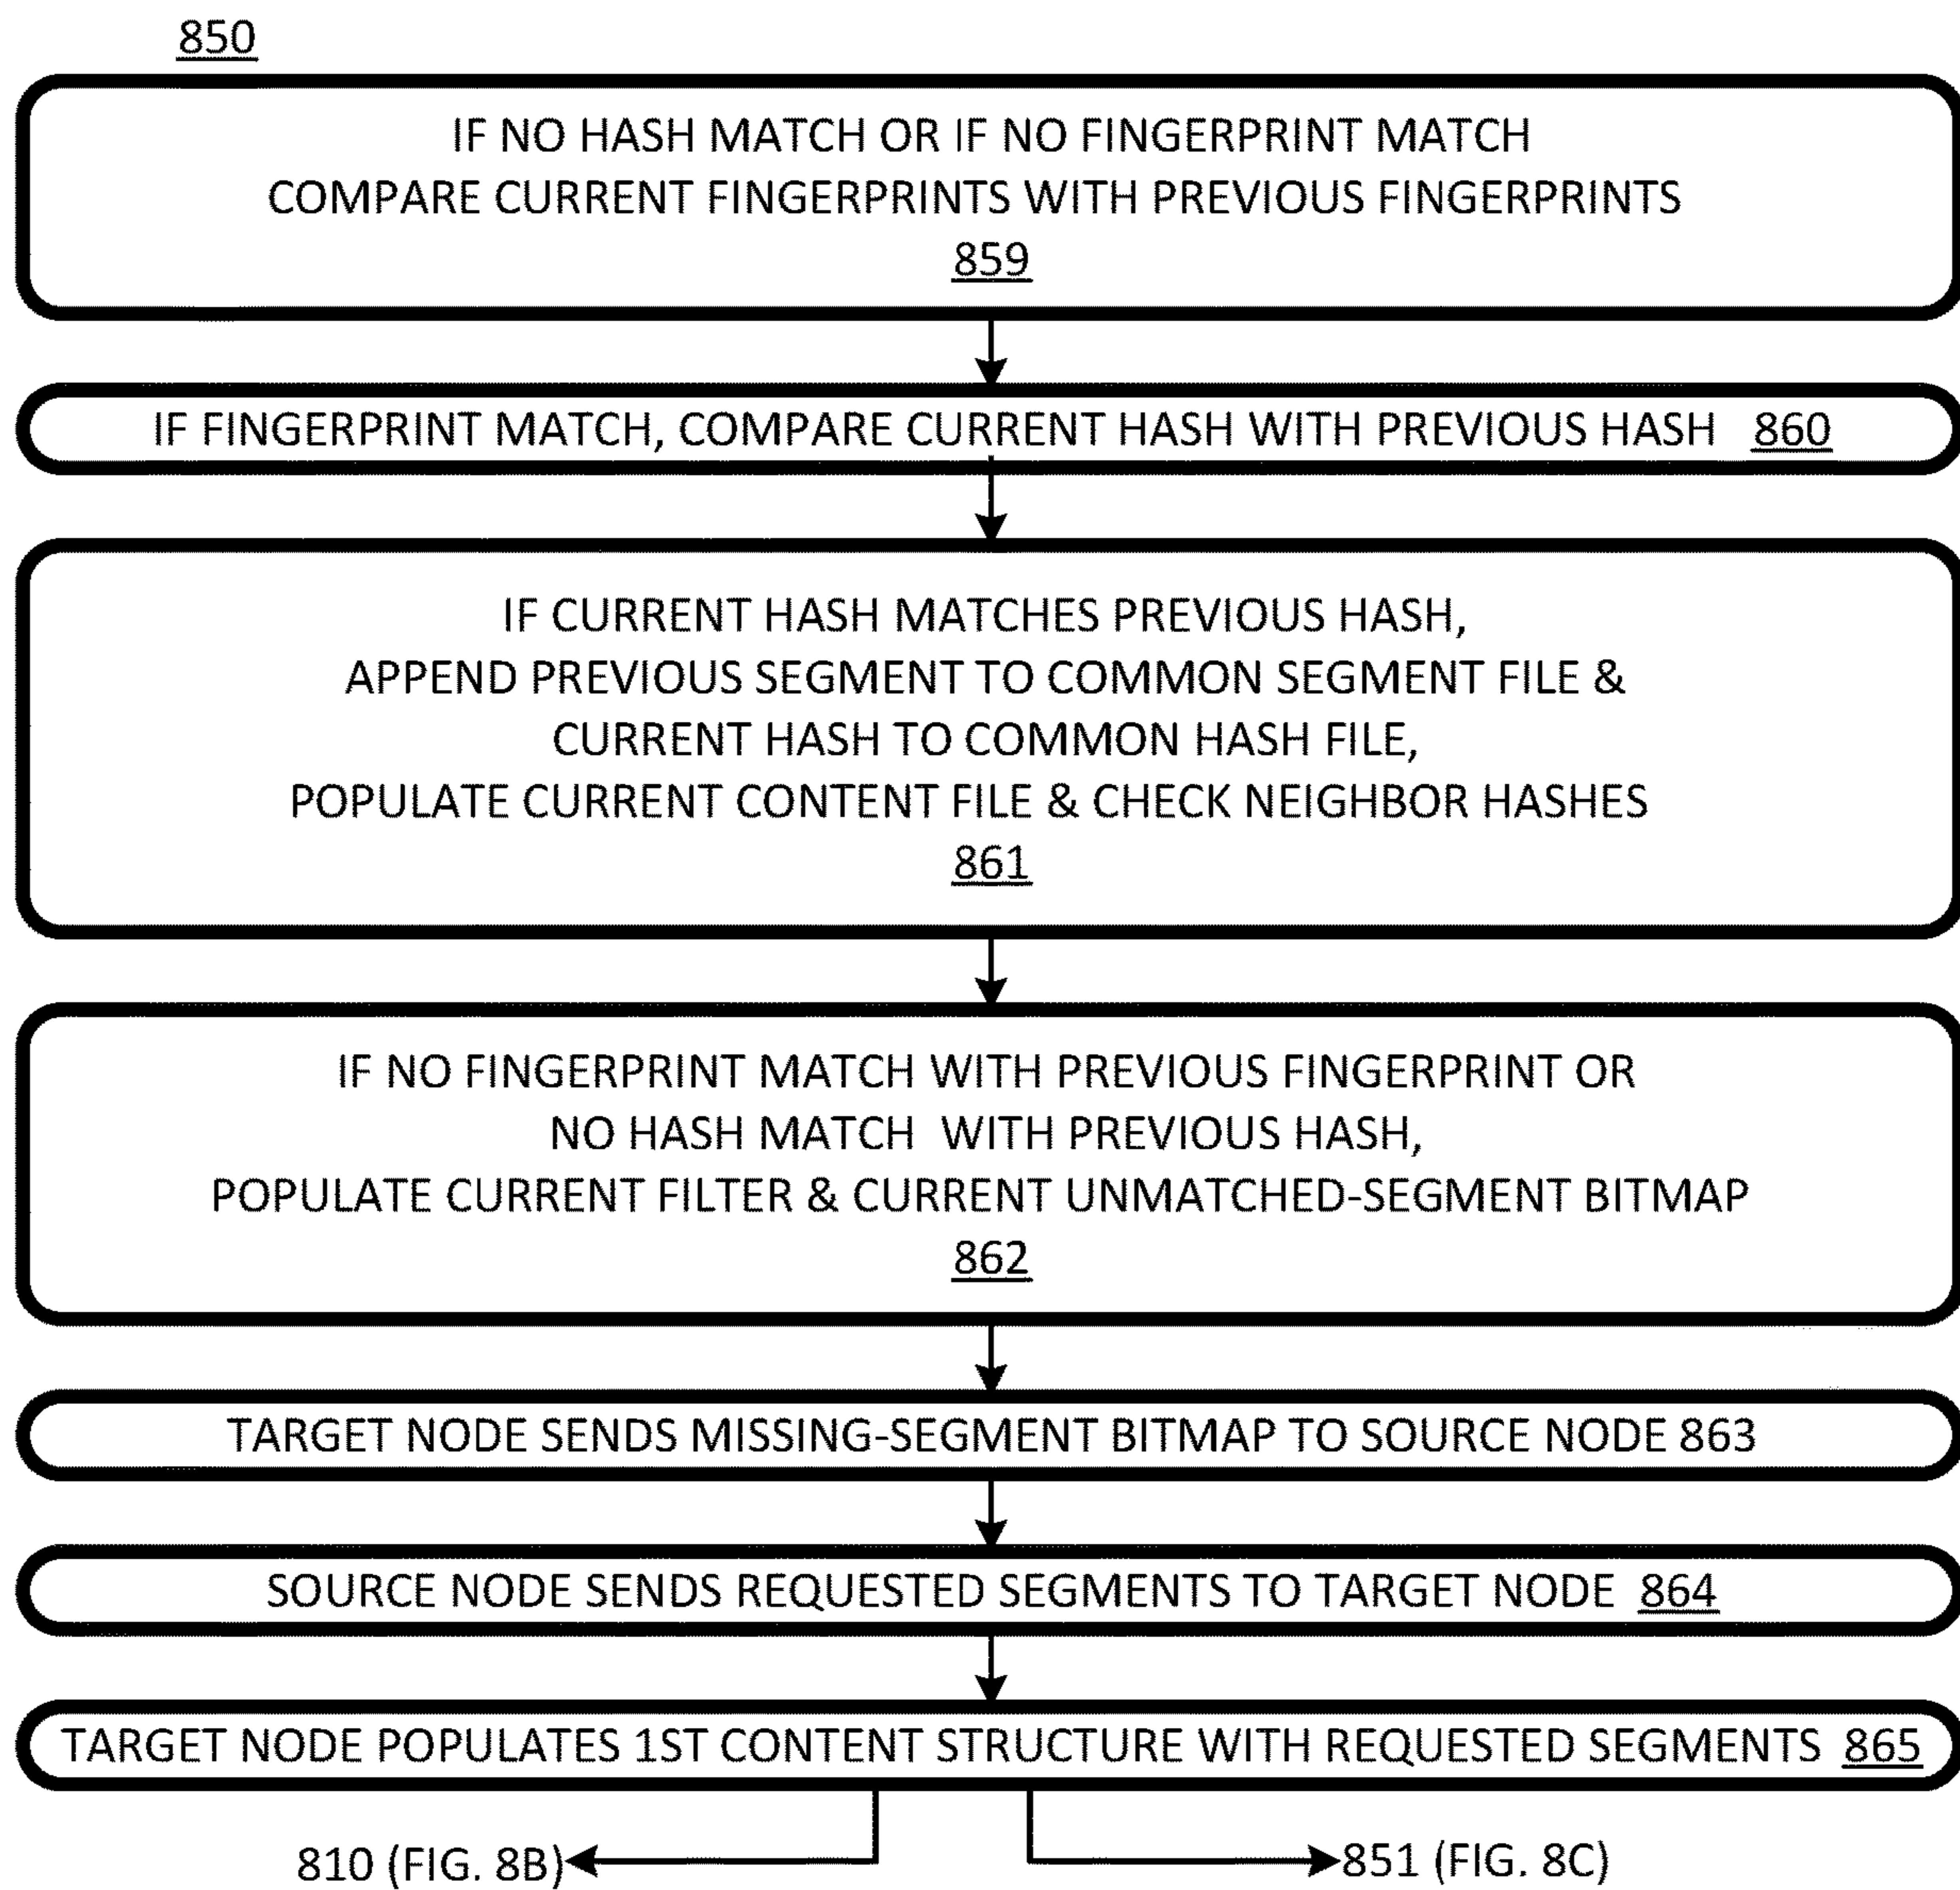 850
IF NO HASH MATCH OR IF NO FINGERPRINT MATCH
COMPARE CURRENT FINGERPRINTS WITH PREVIOUS FINGERPRINTS
859
IF FINGERPRINT MATCH, COMPARE CURRENT HASH WITH PREVIOUS HASH 860
IF CURRENT HASH MATCHES PREVIOUS HASH,
APPEND PREVIOUS SEGMENT TO COMMON SEGMENT FILE &
CURRENT HASH TO COMMON HASH FILE,
POPULATE CURRENT CONTENT FILE & CHECK NEIGHBOR HASHES
861
IF NO FINGERPRINT MATCH WITH PREVIOUS FINGERPRINT OR
NO HASH MATCH WITH PREVIOUS HASH,
POPULATE CURRENT FILTER & CURRENT UNMATCHED-SEGMENT BITMAP
862
TARGET NODE SENDS MISSING-SEGMENT BITMAP TO SOURCE NODE 863
SOURCE NODE SENDS REQUESTED SEGMENTS TO TARGET NODE 864
TARGET NODE POPULATES 1ST CONTENT STRUCTURE WITH REQUESTED SEGMENTS 865
810 (FIG. 8B)
851 (FIG. 8C)